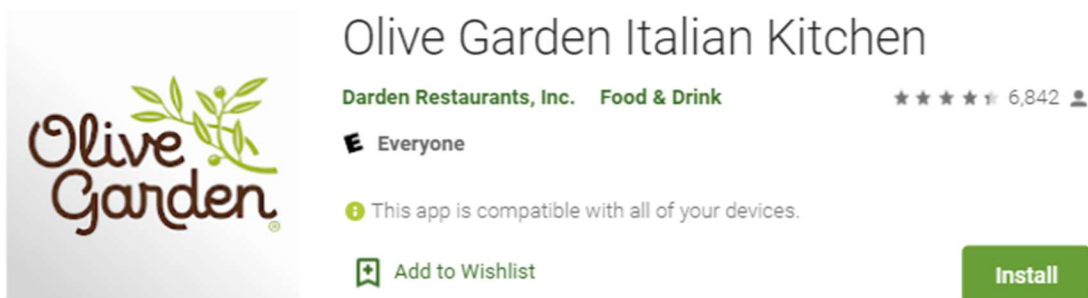 Olive
Garden
®
Olive Garden Italian Kitchen
Darden Restaurants, Inc. Food & Drink 6,842
E Everyone
This app is compatible with all of your devices.
Add to Wishlist
Install